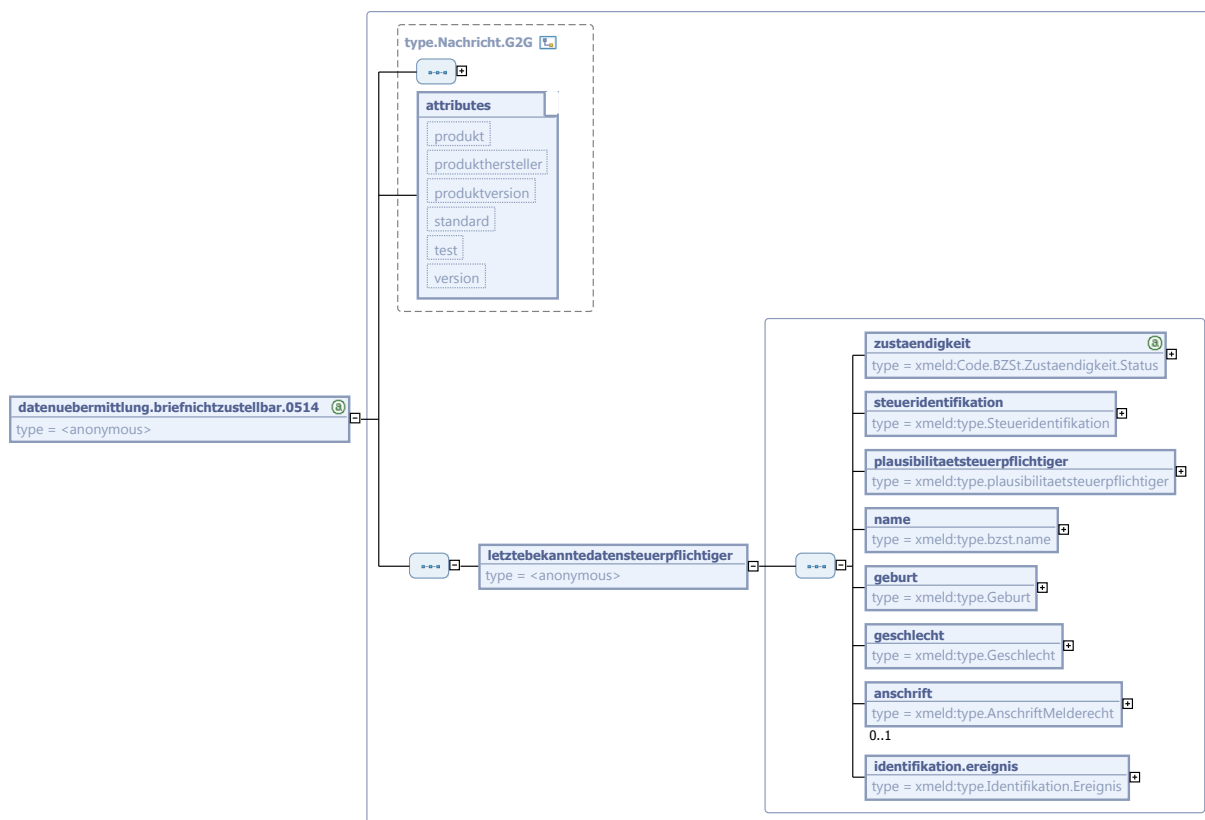 type.Nachricht.G2G
attributes
produkt
produkthersteller
produktversion
standard
test
version
datenuebermittlung.briefnichtzustellbar.0514
type = <anonymous>
letztebekanntedatensteuerpflichtiger
type = <anonymous>
zustaendigkeit
type = xmeld:Code.BZSt.Zustaendigkeit.Status
steueridentifikation
type = xmeld:type.Steueridentifikation
plausibilitaetsteuerpflichtiger
type = xmeld:type.plausibilitaetsteuerpflichtiger
name
type = xmeld:type.bzst.name
geburt
type = xmeld:type.Geburt
geschlecht
type = xmeld:type.Geschlecht
anschrift
type = xmeld:type.AnschriftMelderecht
0..1
identifikation.ereignis
type = xmeld:type.Identifikation.Ereignis